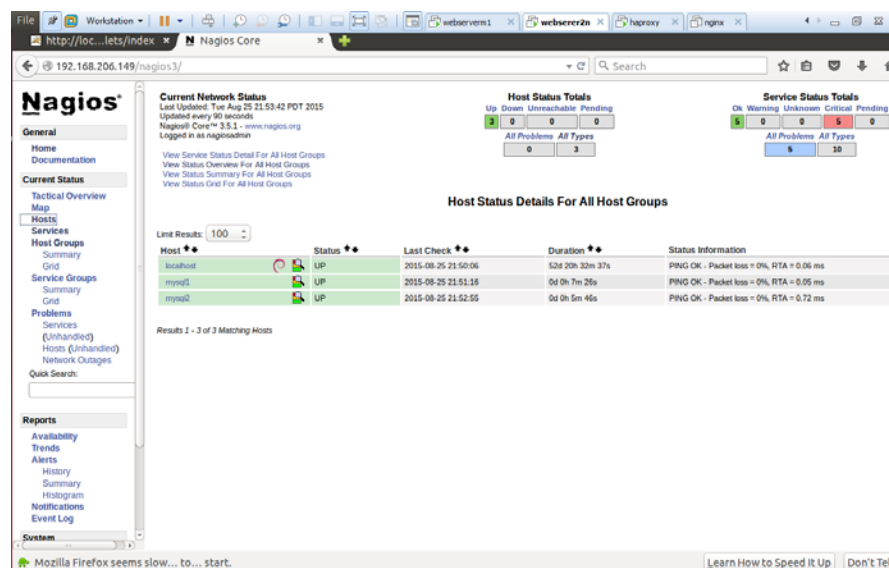 File Workstation webserverm1 webserer2n haproxy nginx
http://loc...lets/index Nagios Core
192.168.206.149/nagios3/ Search
Nagios®
General
Home
Documentation
Current Status
Tactical Overview
Map
Hosts
Services
Host Groups
Summary
Grid
Service Groups
Summary
Grid
Problems
Services
(Unhandled)
Hosts (Unhandled)
Network Outages
Quick Search:
Reports
Availability
Trends
Alerts
History
Summary
Histogram
Notifications
Event Log
System
Current Network Status
Last Updated: Tue Aug 25 21:53:42 PDT
2015
Updated every 90 seconds
Nagios® Core™ 3.5.1 - www.nagios.org
Logged in as nagiosadmin
View Service Status Detail For All Host Groups
View Status Overview For All Host Groups
View Status Summary For All Host Groups
View Status Grid For All Host Groups
Host Status Totals
Up Down Unreachable Pending
3 0 0 0
All Problems All Types
0 3
Service Status Totals
Ok Warning Unknown Critical Pending
5 0 0 5 0
All Problems All Types
5 10
Host Status Details For All Host Groups
Limit Results: 100
Host Status Last Check Duration Status Information
localhost UP 2015-08-25 21:50:06 52d 20h 32m 37s PING OK - Packet loss = 0%, RTA = 0.06 ms
mysql1 UP 2015-08-25 21:51:16 0d 0h 7m 26s PING OK - Packet loss = 0%, RTA = 0.05 ms
mysql2 UP 2015-08-25 21:52:55 0d 0h 5m 46s PING OK - Packet loss = 0%, RTA = 0.72 ms
Results 1 - 3 of 3 Matching Hosts
Mozilla Firefox seems slow... to... start. Learn How to Speed It Up Don't Tel